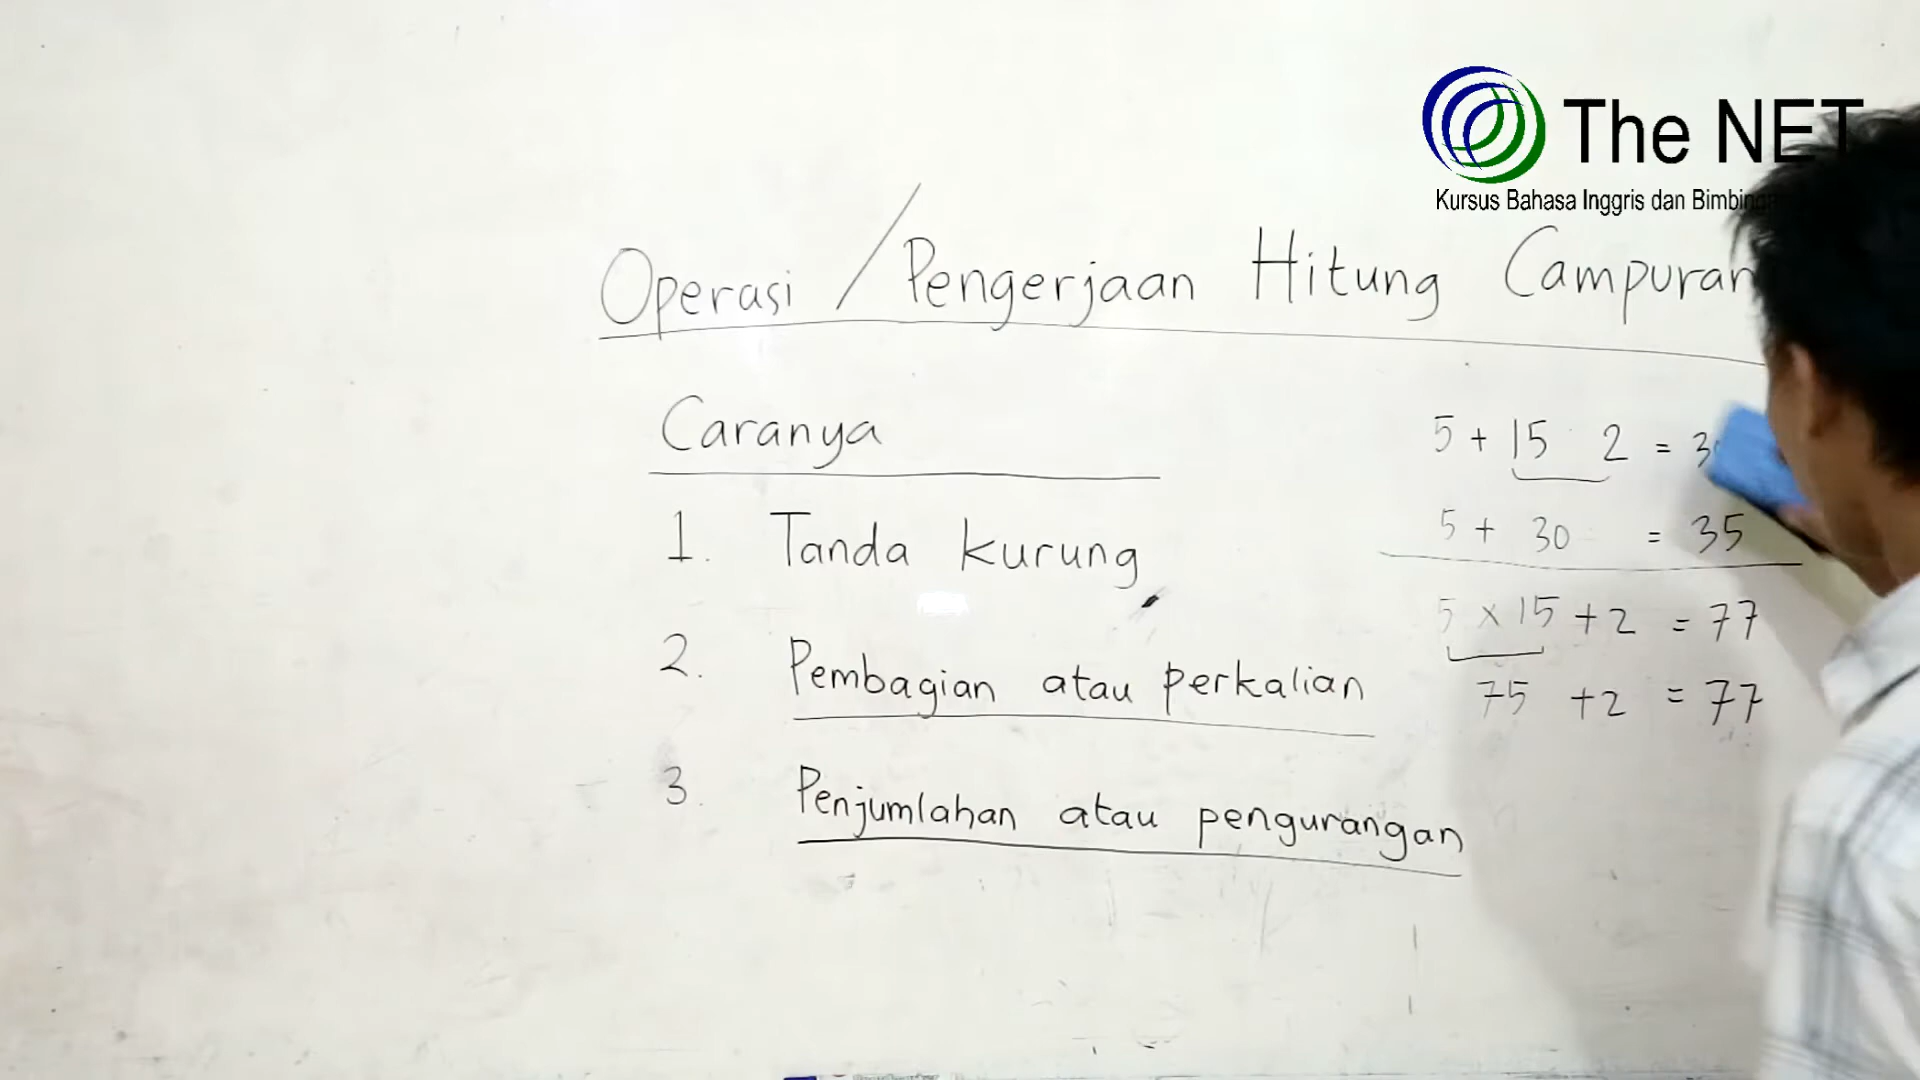 The NET
Kursus Bahasa Inggris dan
Operasi / Pengerjaan Hitung Campuran
Caranya
1. Tanda kurung
2. Pembagian atau perkalian
3. Penjumlahan atau pengurangan
5 + 15 2 = 3
5 + 30 = 35
5 x 15 + 2 = 77
75 + 2 = 77